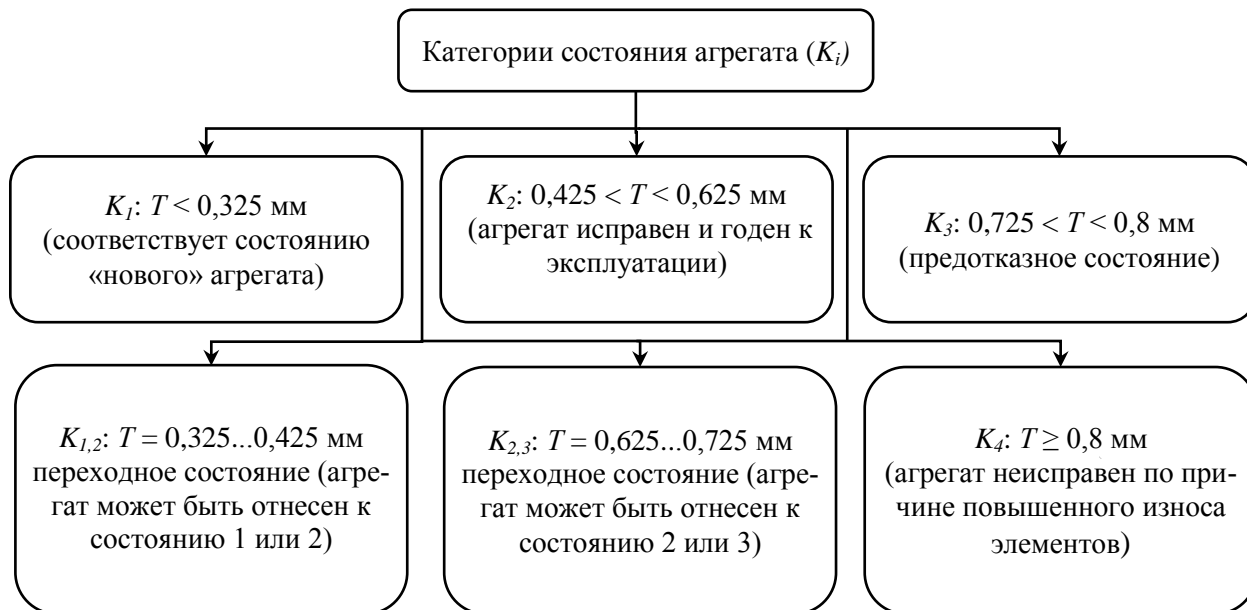 Категории состояния агрегата (Ki)
K1: T < 0,325 мм
(соответствует состоянию
«нового» агрегата)
K2: 0,425 < T < 0,625 мм
(агрегат исправен и годен к
эксплуатации)
K3: 0,725 < T < 0,8 мм
(предотказное состояние)
K1,2: T = 0,325...0,425 мм
переходное состояние (агре-
гат может быть отнесен к
состоянию 1 или 2)
K2,3: T = 0,625...0,725 мм
переходное состояние (агре-
гат может быть отнесен к
состоянию 2 или 3)
K4: T ≥ 0,8 мм
(агрегат неисправен по при-
чине повышенного износа
элементов)